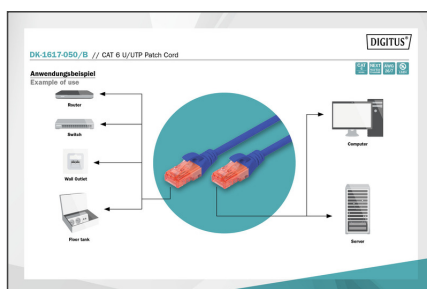 DIGITUS®
DK-1617-050/B // CAT 6 U/UTP Patch Cord
Anwendungsbeispiel
Example of use
Router
Switch
Wall Outlet
Floor tank
Computer
Server